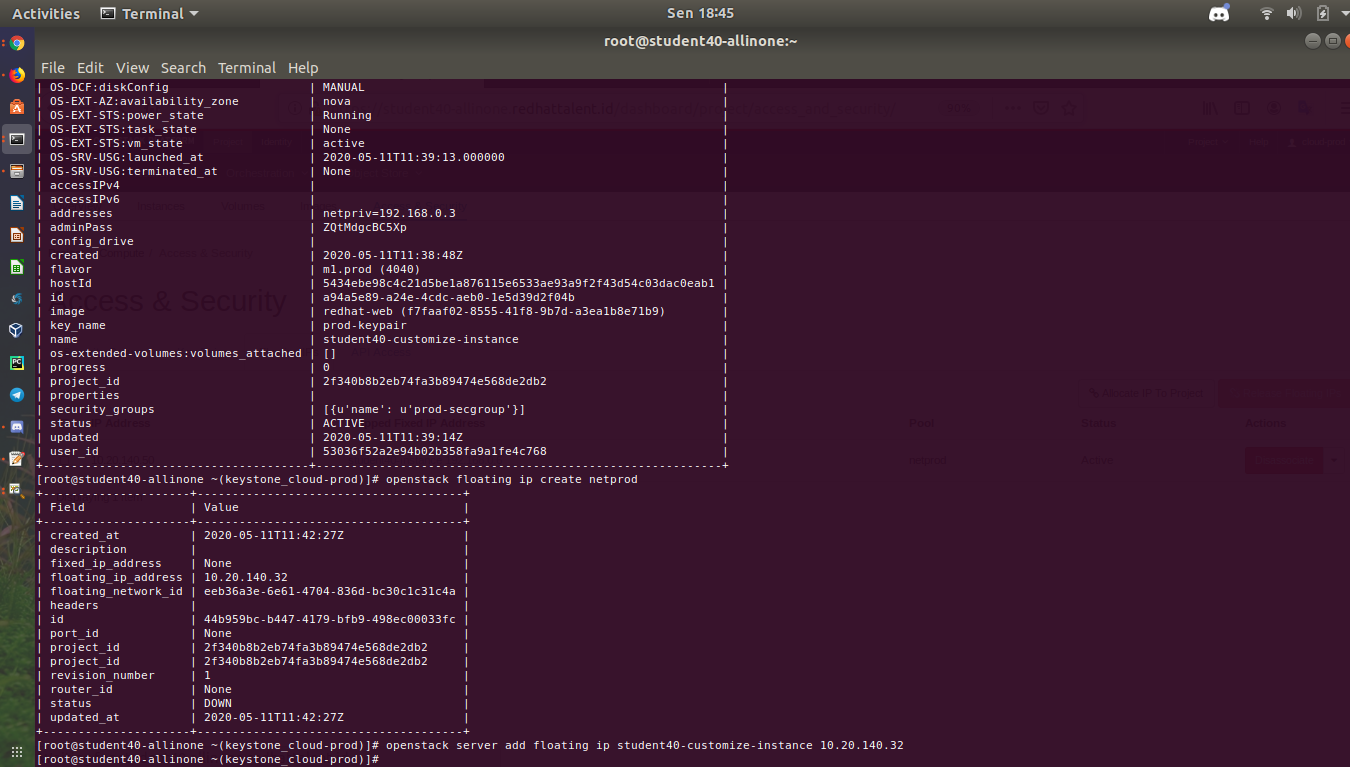 Activities Terminal Sen 18:45
root@student40-allinone:~
File Edit View Search Terminal Help
| OS-DCF:diskConfig | MANUAL |
| OS-EXT-AZ:availability_zone | nova |
| OS-EXT-STS:power_state | Running |
| OS-EXT-STS:task_state | None |
| OS-EXT-STS:vm_state | active |
| OS-SRV-USG:launched_at | 2020-05-11T11:39:13.000000 |
| OS-SRV-USG:terminated_at | None |
| accessIPv4 | |
| accessIPv6 | |
| addresses | netpriv=192.168.0.3 |
| adminPass | ZQtMdgcBC5Xp |
| config_drive | |
| created | 2020-05-11T11:38:48Z |
| flavor | m1.prod (4040) |
| hostId | 5434ebe98c4c21d5be1a876115e6533ae93a9f2f43d54c03dac0eab1 |
| id | a94a5e89-a24e-4cdc-aeb0-1e5d39d2f04b |
| image | redhat-web (f7faaf02-8555-41f8-9b7d-a3ea1b8e71b9) |
| key_name | prod-keypair |
| name | student40-customize-instance |
| os-extended-volumes:volumes_attached | [] |
| progress | 0 |
| project_id | 2f340b8b2eb74fa3b89474e568de2db2 |
| properties | |
| security_groups | [{u'name': u'prod-secgroup'}] |
| status | ACTIVE |
| updated | 2020-05-11T11:39:14Z |
| user_id | 53036f52a2e94b02b358fa9a1fe4c768 |
+---------------------------------------+----------------------------------------------------------+
[root@student40-allinone ~(keystone_cloud-prod)]# openstack floating ip create netprod
+---------------------+--------------------------------------+
| Field | Value |
+---------------------+--------------------------------------+
| created_at | 2020-05-11T11:42:27Z |
| description | |
| fixed_ip_address | None |
| floating_ip_address | 10.20.140.32 |
| floating_network_id | eeb36a3e-6e61-4704-836d-bc30c1c31c4a |
| headers | |
| id | 44b959bc-b447-4179-bfb9-498ec00033fc |
| port_id | None |
| project_id | 2f340b8b2eb74fa3b89474e568de2db2 |
| project_id | 2f340b8b2eb74fa3b89474e568de2db2 |
| revision_number | 1 |
| router_id | None |
| status | DOWN |
| updated_at | 2020-05-11T11:42:27Z |
+---------------------+--------------------------------------+
[root@student40-allinone ~(keystone_cloud-prod)]# openstack server add floating ip student40-customize-instance 10.20.140.32
[root@student40-allinone ~(keystone_cloud-prod)]#